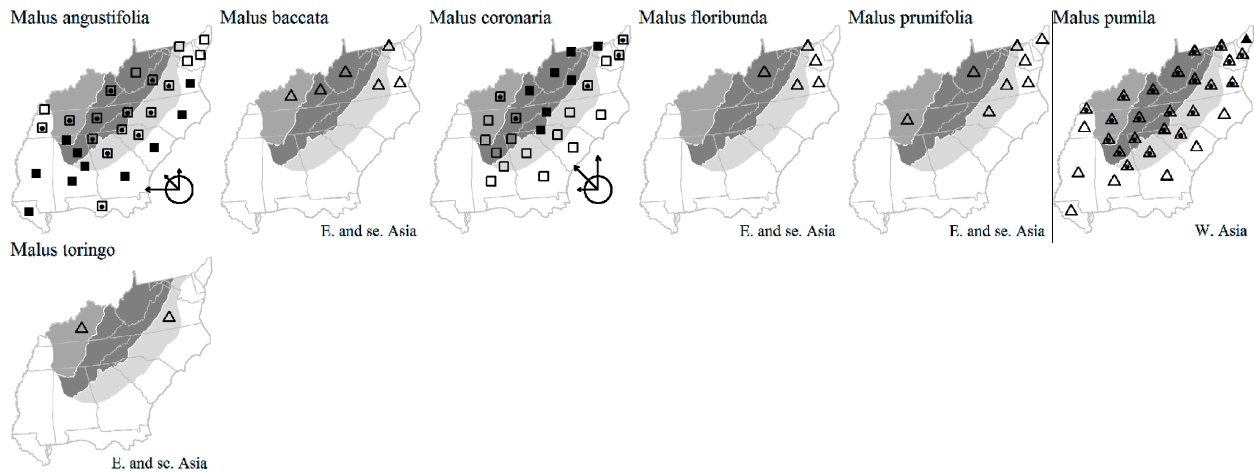 Malus angustifolia
Malus baccata
Malus coronaria
Malus floribunda
Malus prunifolia
Malus pumila
E. and se. Asia
E. and se. Asia
E. and se. Asia
W. Asia
Malus toringo
E. and se. Asia